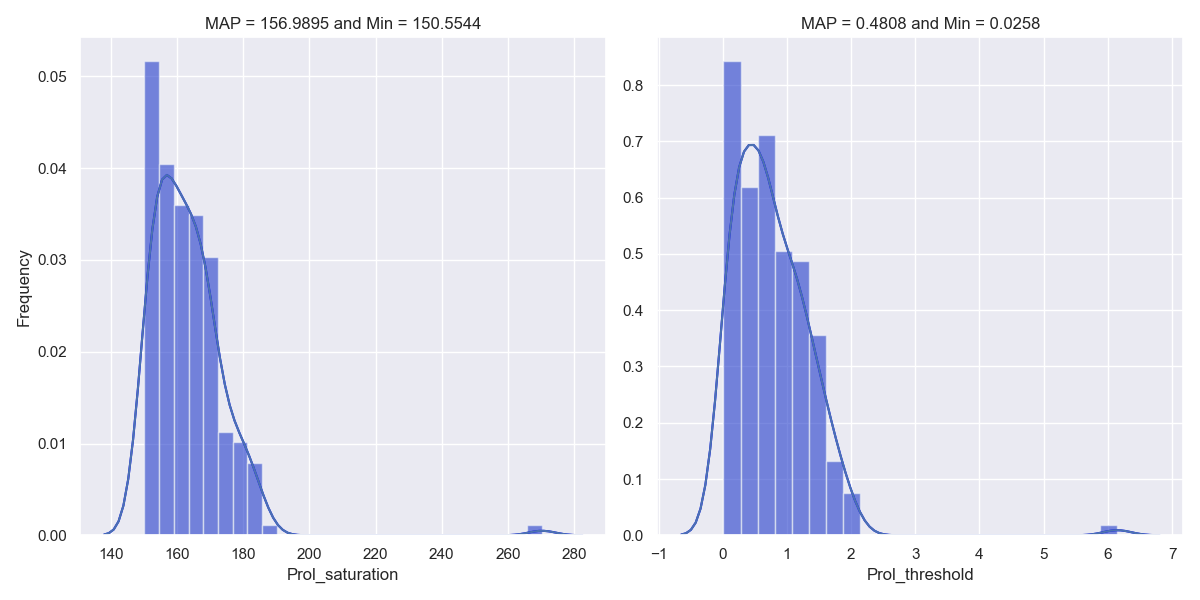 MAP = 156.9895 and Min = 150.5544
Frequency
0.05
0.04
0.03
0.02
0.01
0.00
140 160 180 200 220 240 260 280
Prol_saturation
MAP = 0.4808 and Min = 0.0258
0.8
0.7
0.6
0.5
0.4
0.3
0.2
0.1
0.0
−1 0 1 2 3 4 5 6 7
Prol_threshold